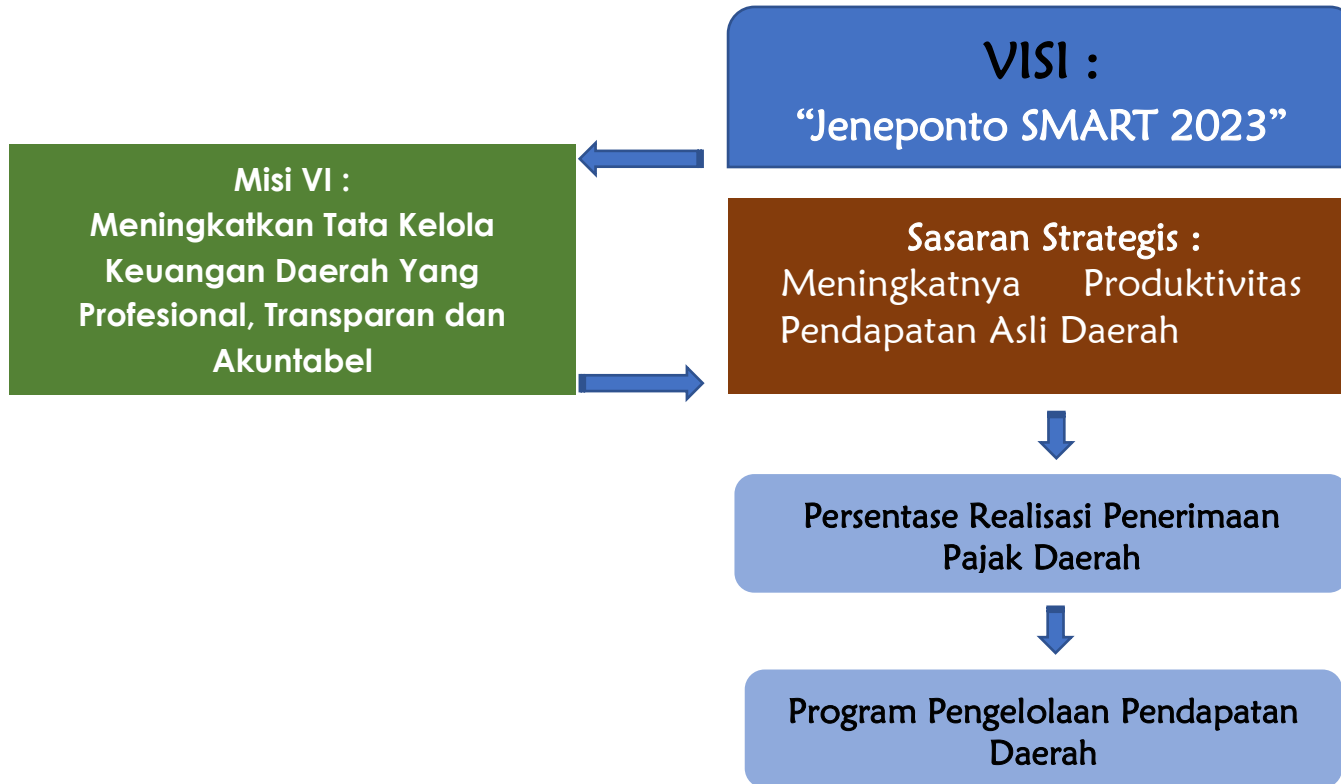 VISI :
“Jeneponto SMART 2023”
Misi VI :
Meningkatkan Tata Kelola
Keuangan Daerah Yang
Profesional, Transparan dan
Akuntabel
Sasaran Strategis :
Meningkatnya Produktivitas
Pendapatan Asli Daerah
Persentase Realisasi Penerimaan
Pajak Daerah
Program Pengelolaan Pendapatan
Daerah